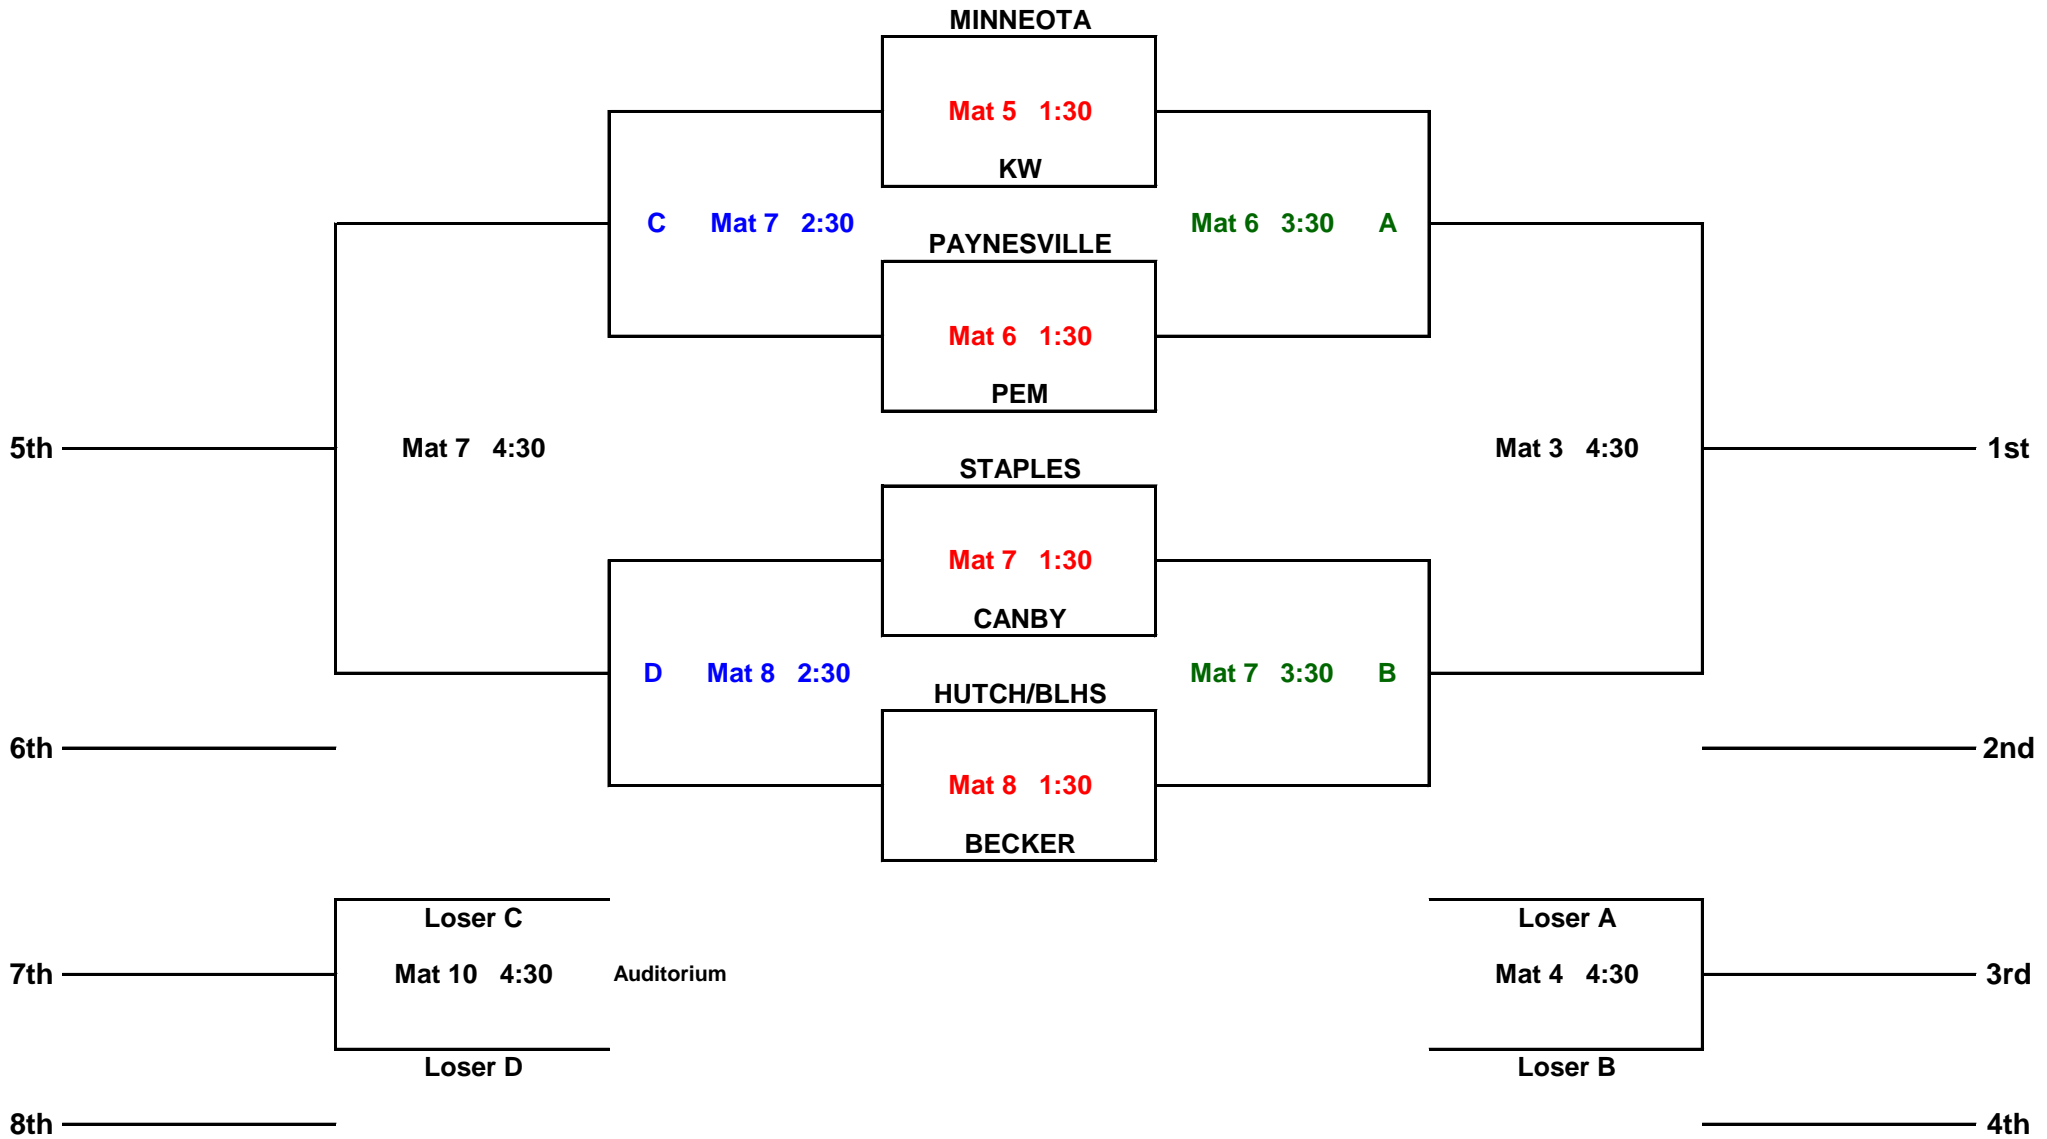 MINNEOTA
Mat 5 1:30
KW
C Mat 7 2:30
Mat 6 3:30 A
PAYNESVILLE
Mat 6 1:30
PEM
5th
Mat 7 4:30
Mat 3 4:30
1st
STAPLES
Mat 7 1:30
CANBY
D Mat 8 2:30
Mat 7 3:30 B
HUTCH/BLHS
6th
2nd
Mat 8 1:30
BECKER
Loser C
Loser A
7th
Mat 10 4:30
Auditorium
Mat 4 4:30
3rd
Loser D
Loser B
8th
4th